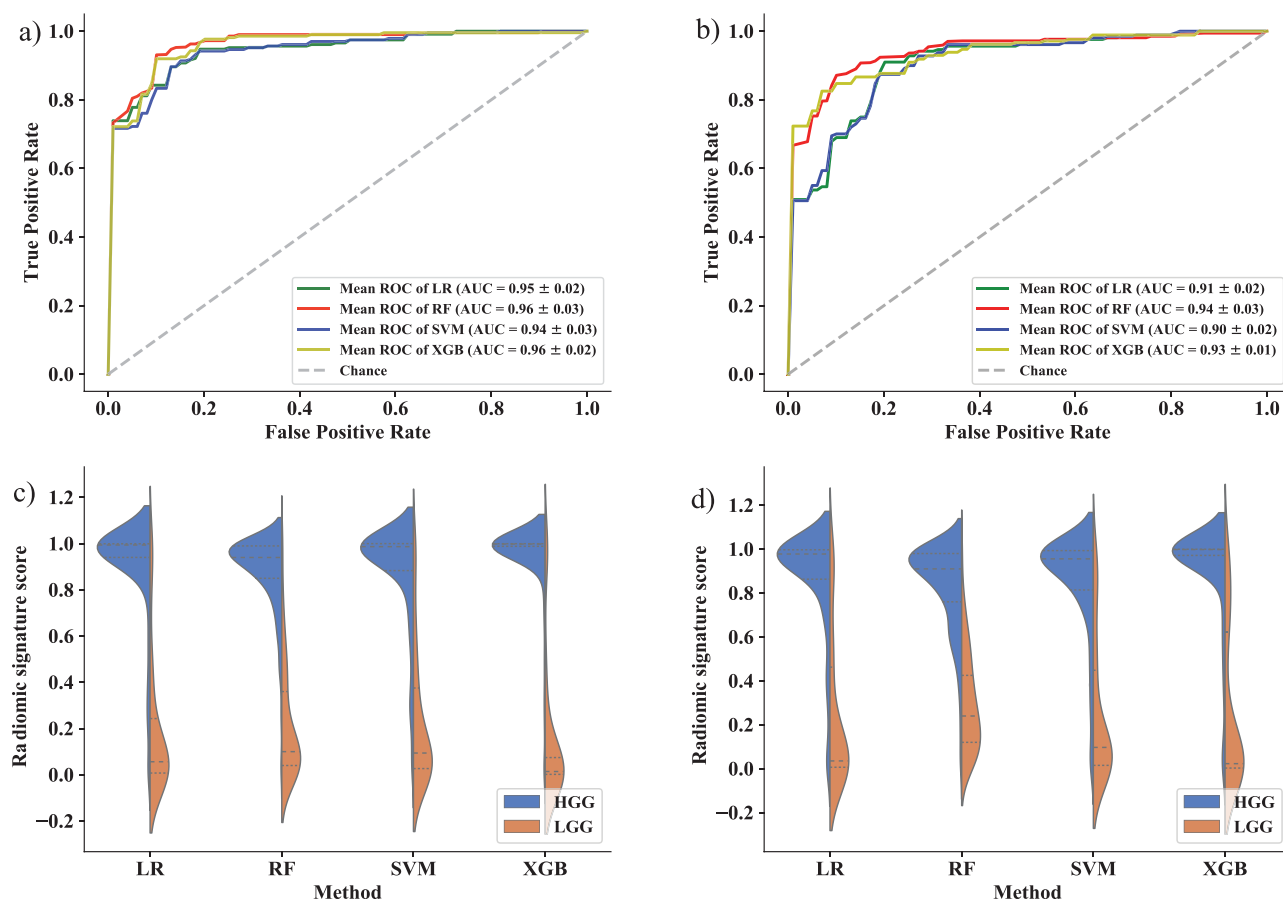 a)
True Positive Rate
1.0
0.8
0.6
0.4
0.2
0.0
Mean ROC of LR (AUC = 0.95 ± 0.02)
Mean ROC of RF (AUC = 0.96 ± 0.03)
Mean ROC of SVM (AUC = 0.94 ± 0.03)
Mean ROC of XGB (AUC = 0.96 ± 0.02)
Chance
0.0 0.2 0.4 0.6 0.8 1.0
False Positive Rate
b)
True Positive Rate
1.0
0.8
0.6
0.4
0.2
0.0
Mean ROC of LR (AUC = 0.91 ± 0.02)
Mean ROC of RF (AUC = 0.94 ± 0.03)
Mean ROC of SVM (AUC = 0.90 ± 0.02)
Mean ROC of XGB (AUC = 0.93 ± 0.01)
Chance
0.0 0.2 0.4 0.6 0.8 1.0
False Positive Rate
c)
Radiomic signature score
1.2
1.0
0.8
0.6
0.4
0.2
0.0
−0.2
HGG
LGG
LR RF SVM XGB
Method
d)
Radiomic signature score
1.2
1.0
0.8
0.6
0.4
0.2
0.0
−0.2
HGG
LGG
LR RF SVM XGB
Method